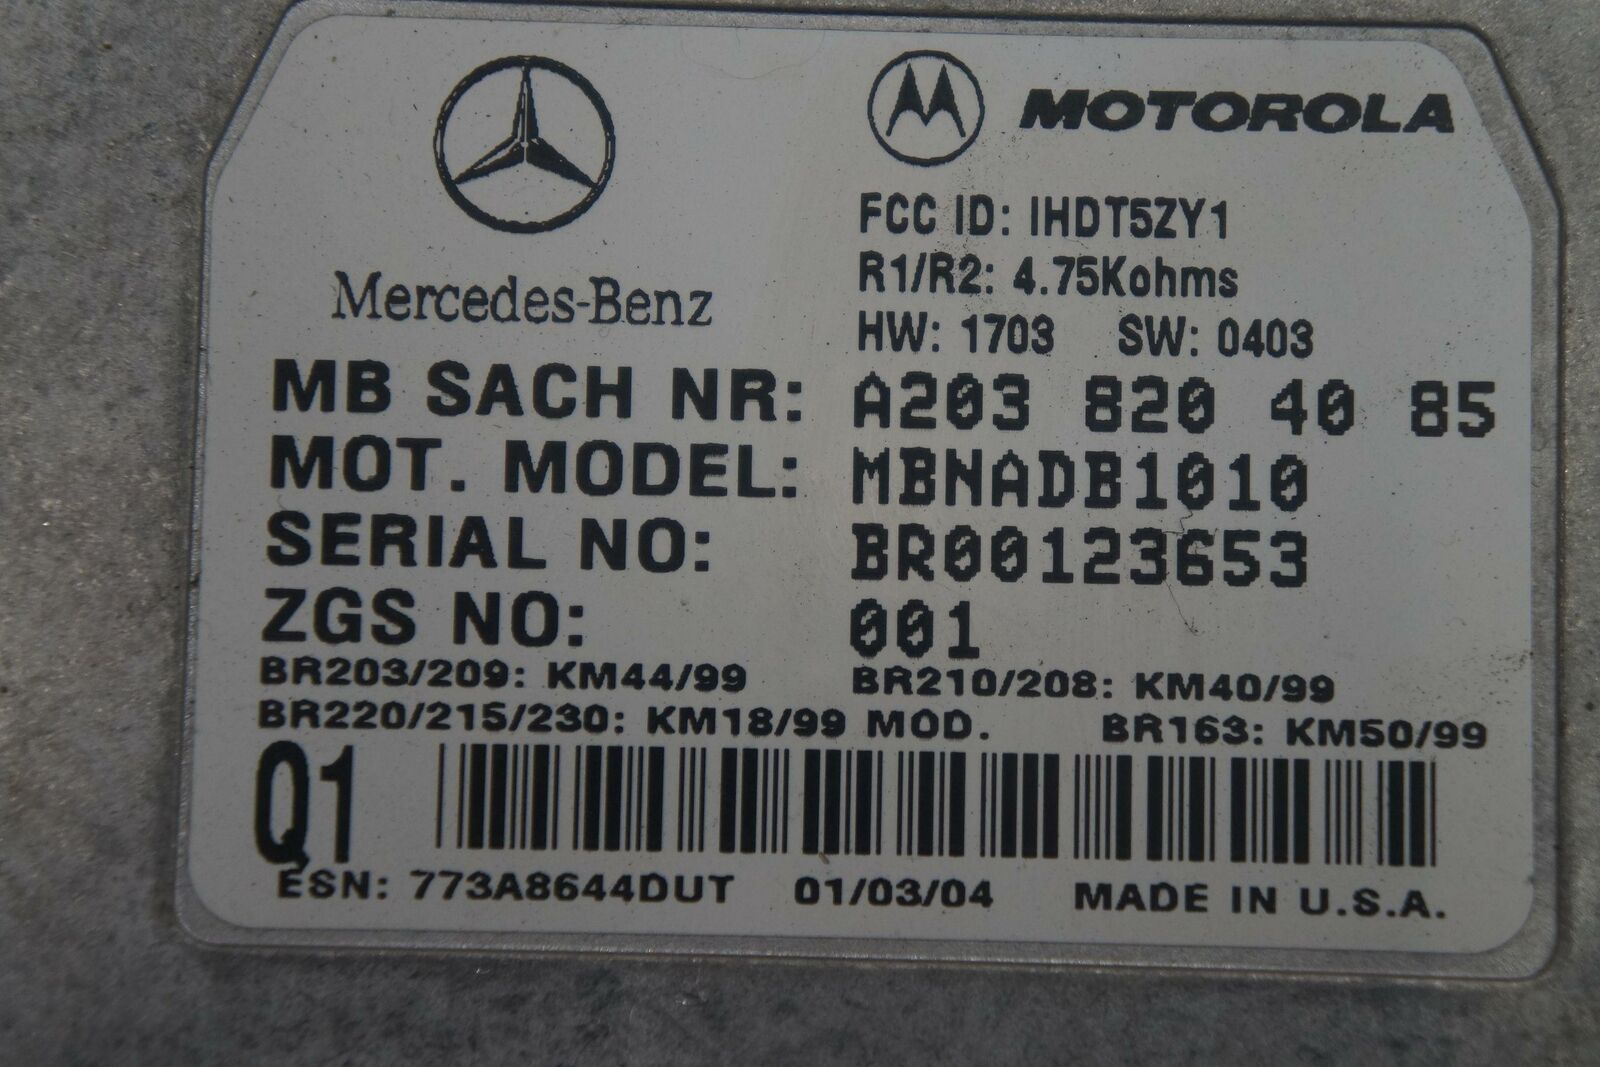 Mercedes-Benz
MOTOROLA
FCC ID: IHDT5ZY1
R1/R2: 4.75Kohms
HW: 1703 SW: 0403
MB SACH NR: A203 820 40 85
MOT. MODEL: MBNADB1010
SERIAL NO: BR00123653
ZGS NO: 001
BR203/209: KM44/99 BR210/208: KM40/99
BR220/215/230: KM18/99 MOD. BR163: KM50/99
Q1
ESN: 773A8644DUT 01/03/04 MADE IN U.S.A.